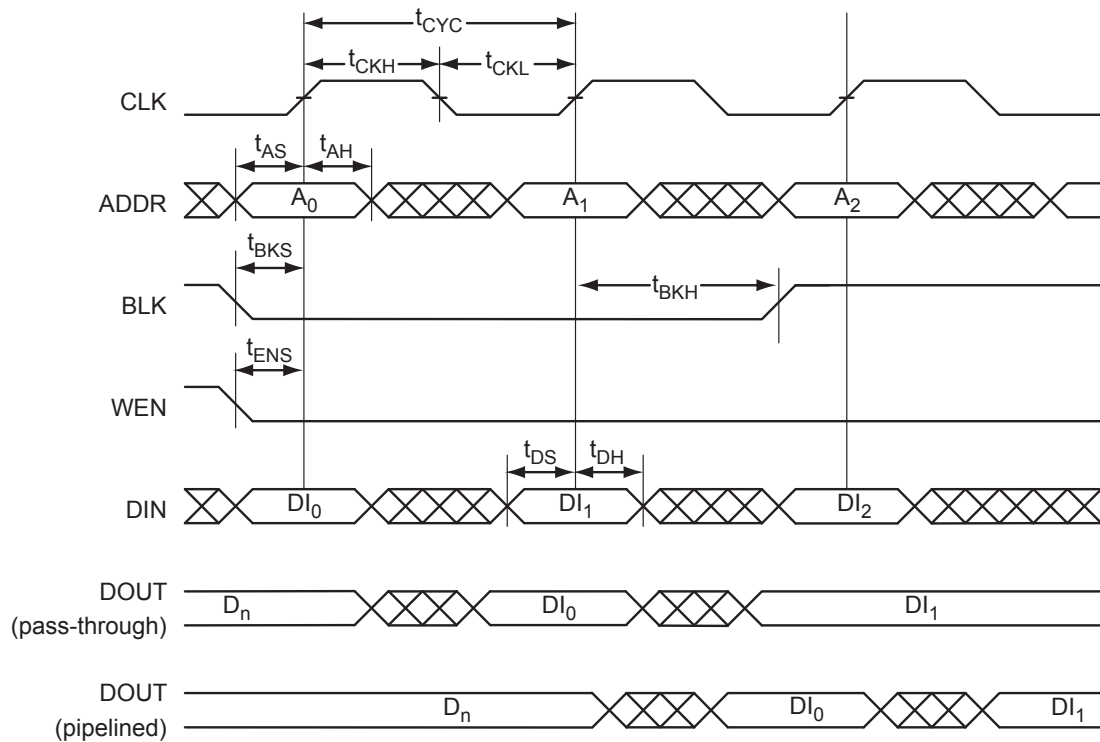 tCYC
tCKH tCKL
CLK
tAS tAH
ADDR A0 A1 A2
tBKS
tBKH
BLK
tENS
WEN
tDS tDH
DIN DI0 DI1 DI2
DOUT
(pass-through)
Dn DI0 DI1
DOUT
(pipelined)
Dn DI0 DI1